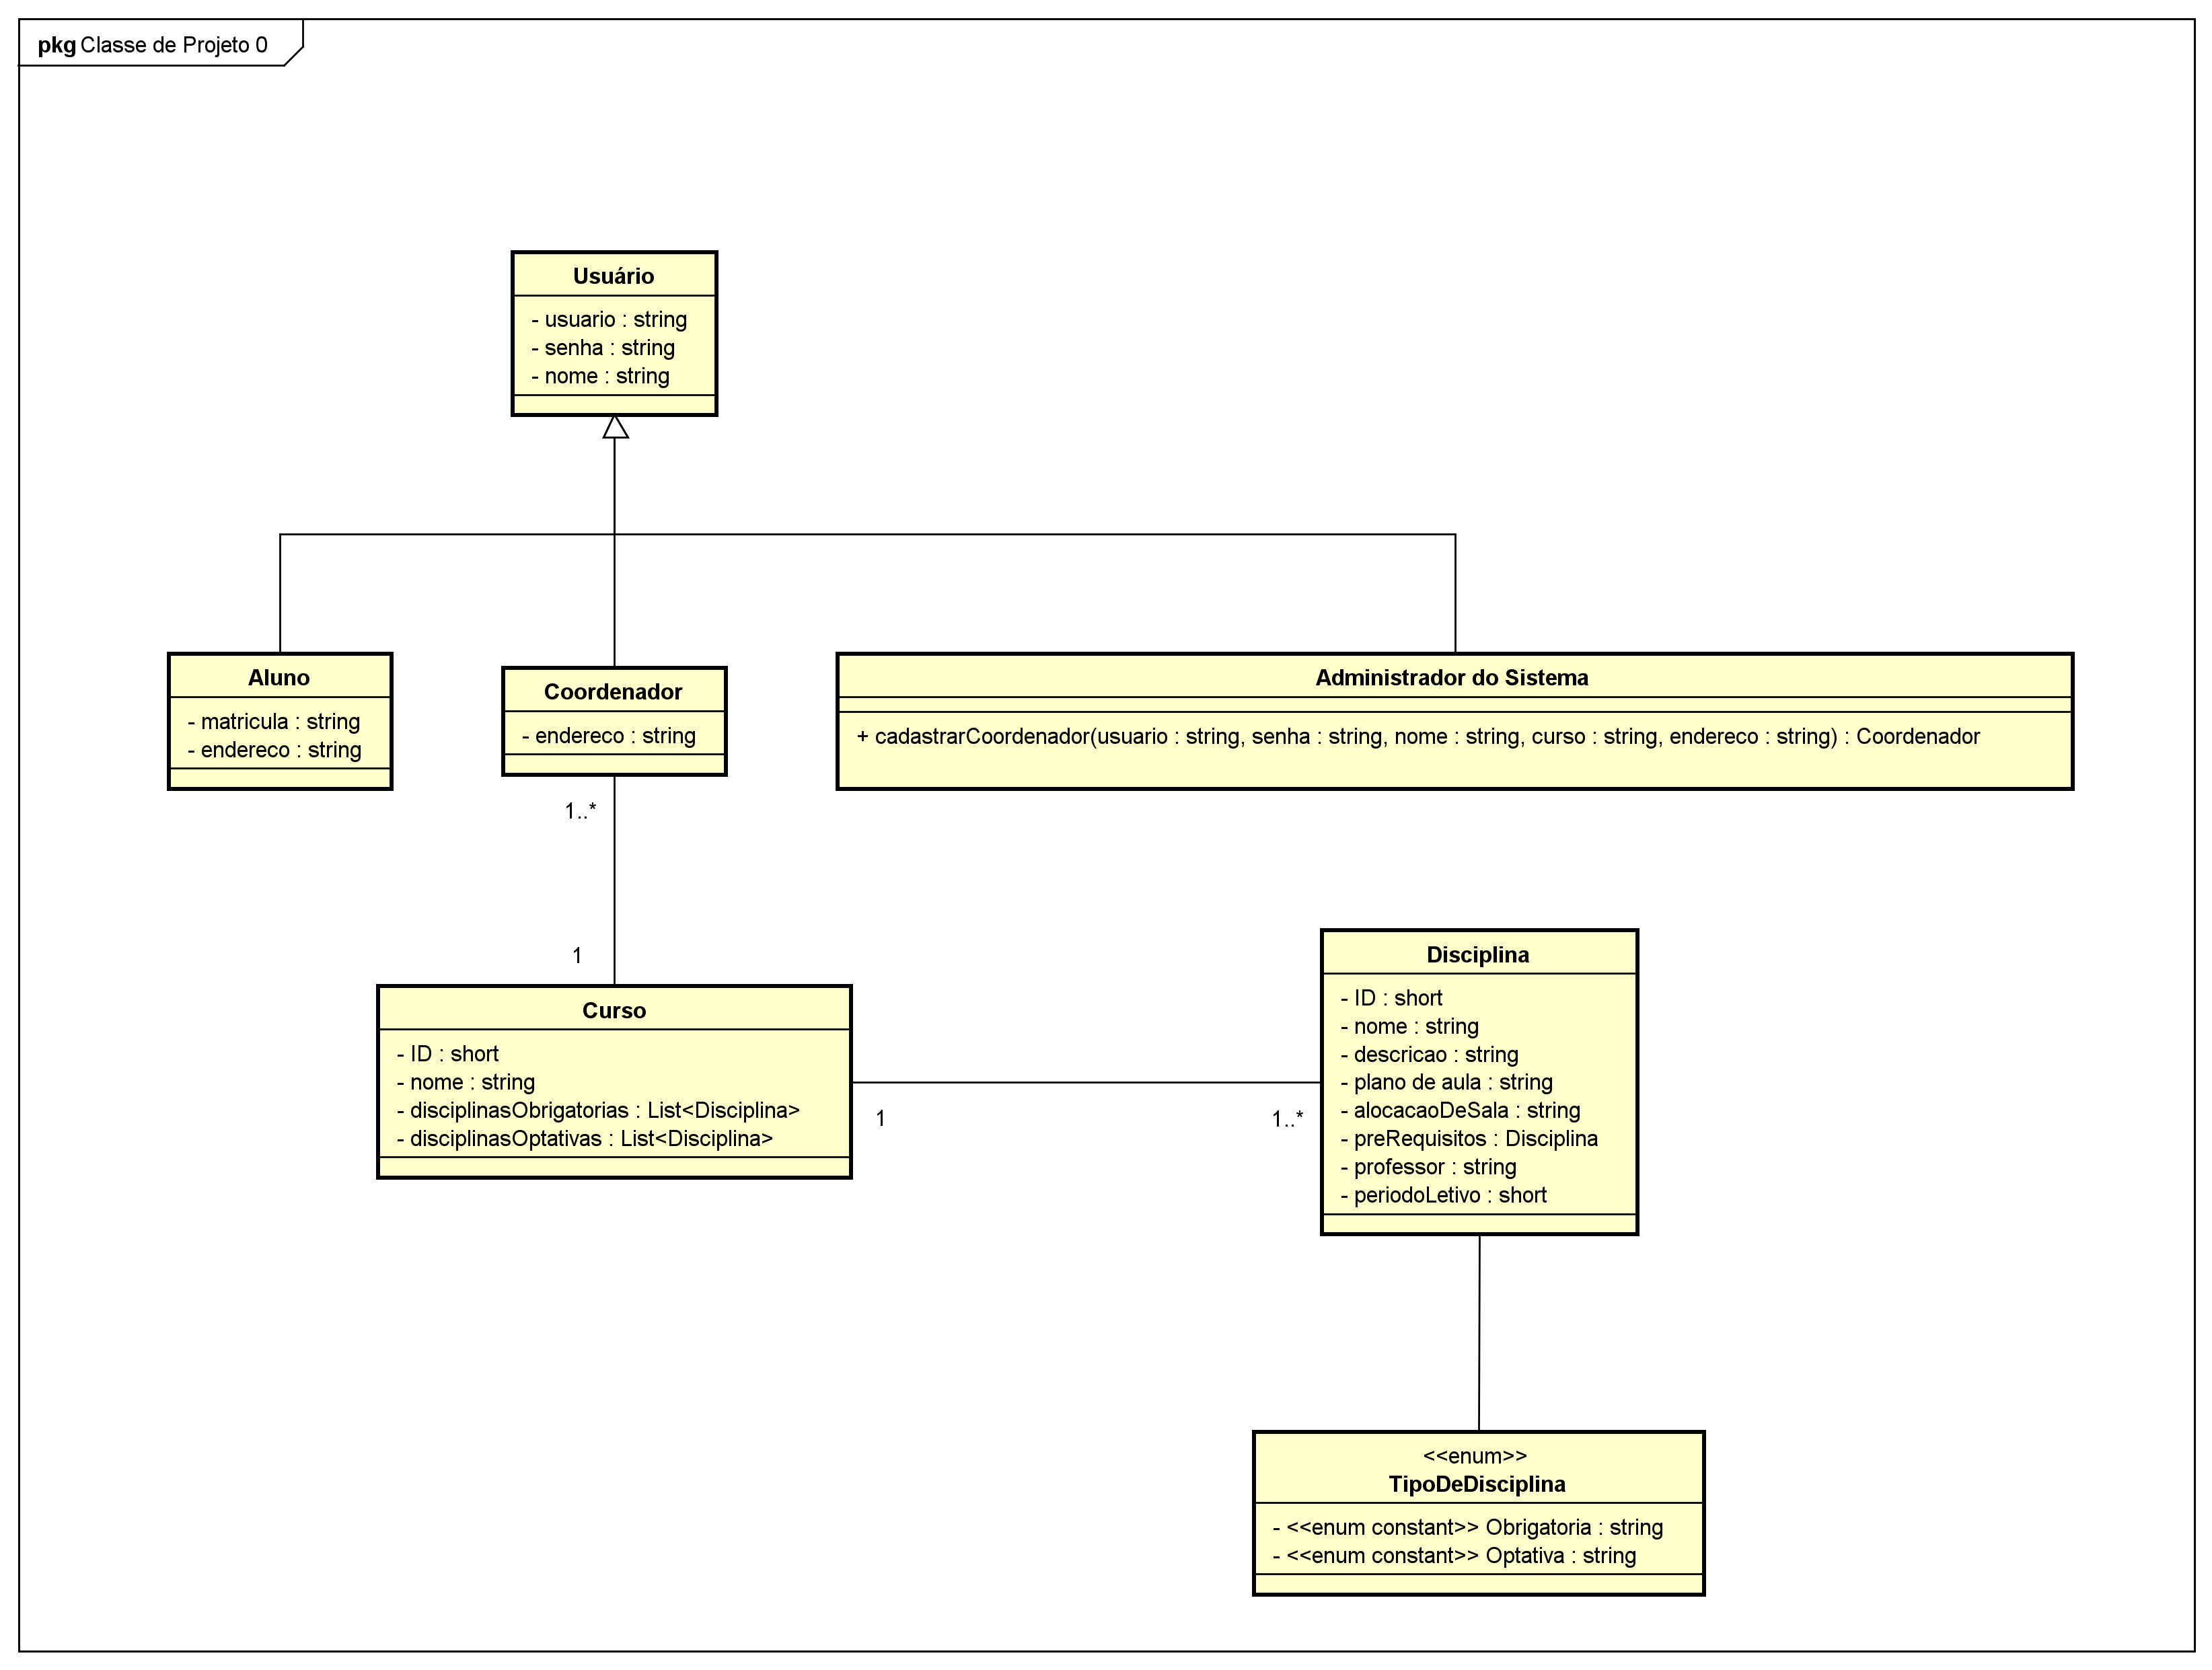 pkg Classe de Projeto 0
Usuário
- usuario : string
- senha : string
- nome : string
Aluno
- matricula : string
- endereco : string
Coordenador
- endereco : string
Administrador do Sistema
+ cadastrarCoordenador(usuario : string, senha : string, nome : string, curso : string, endereco : string) : Coordenador
1..*
1
Curso
- ID : short
- nome : string
- disciplinasObrigatorias : List<Disciplina>
- disciplinasOptativas : List<Disciplina>
1
1..*
Disciplina
- ID : short
- nome : string
- descricao : string
- plano de aula : string
- alocacaoDeSala : string
- preRequisitos : Disciplina
- professor : string
- periodoLetivo : short
<<enum>>
TipoDeDisciplina
- <<enum constant>> Obrigatoria : string
- <<enum constant>> Optativa : string